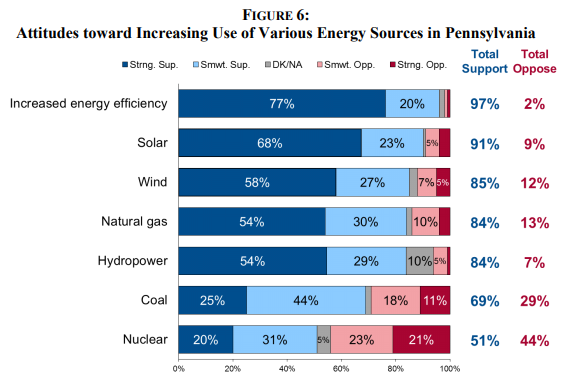 FIGURE 6:
Attitudes toward Increasing Use of Various Energy Sources in Pennsylvania
Strng. Sup. Smwt. Sup. DK/NA Smwt. Opp. Strng. Opp. Total Support Total Oppose
Increased energy efficiency 77% 20% 97% 2%
Solar 68% 23% 5% 91% 9%
Wind 58% 27% 7% 5% 85% 12%
Natural gas 54% 30% 10% 84% 13%
Hydropower 54% 29% 10% 5% 84% 7%
Coal 25% 44% 18% 11% 69% 29%
Nuclear 20% 31% 5% 23% 21% 51% 44%
0% 20% 40% 60% 80% 100%